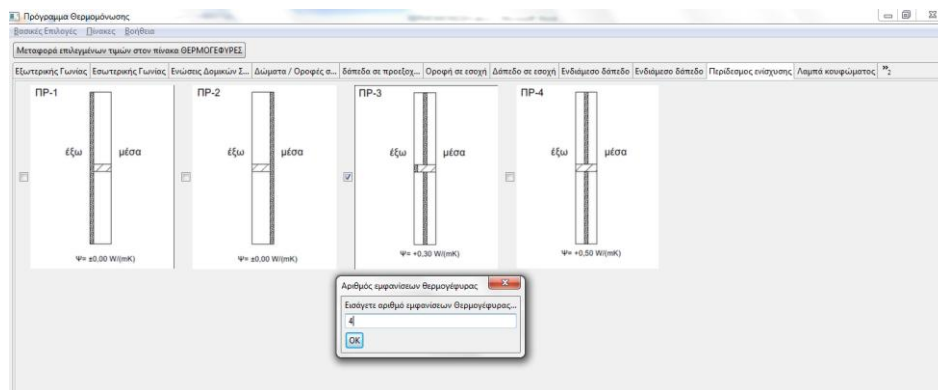 Πρόγραμμα Θερμομόνωσης
Βασικές Επιλογές Πίνακες Βοήθεια
Μεταφορά επιλεγμένων τιμών στον πίνακα ΘΕΡΜΟΓΕΦΥΡΕΣ
Εξωτερικής Γωνίας Εσωτερικής Γωνίας Ενώσεις Δομικών Σ... Δώματα / Οροφές σ... δάπεδο σε προεξοχ... Οροφή σε εσοχή Δάπεδο σε εσοχή Ενδιάμεσο δάπεδο Ενδιάμεσο δάπεδο Περίδεσμος ενίσχυσης Λαμπά κουφώματος »2
ΠΡ-1 ΠΡ-2 ΠΡ-3 ΠΡ-4
έξω μέσα έξω μέσα έξω μέσα έξω μέσα
Ψ= ±0,00 W/(mK) Ψ= ±0,00 W/(mK) Ψ= +0,30 W/(mK) Ψ= +0,50 W/(mK)
Αριθμός εμφανίσεων θερμογέφυρας
Εισάγετε αριθμό εμφανίσεων Θερμογέφυρας...
4
OK